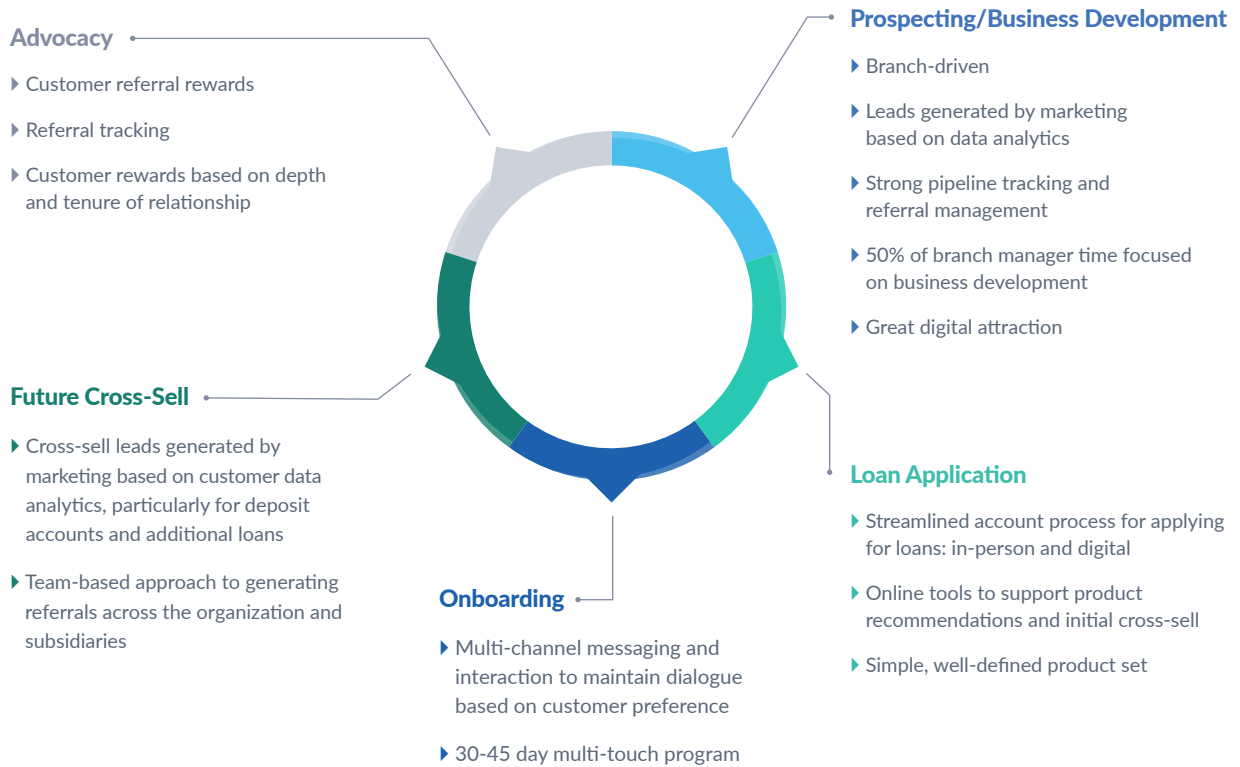 Advocacy
Customer referral rewards
Referral tracking
Customer rewards based on depth
and tenure of relationship
Prospecting/Business Development
Branch-driven
Leads generated by marketing
based on data analytics
Strong pipeline tracking and
referral management
50% of branch manager time focused
on business development
Great digital attraction
Future Cross-Sell
Cross-sell leads generated by
marketing based on customer data
analytics, particularly for deposit
accounts and additional loans
Team-based approach to generating
referrals across the organization and
subsidiaries
Onboarding
Multi-channel messaging and
interaction to maintain dialogue
based on customer preference
30-45 day multi-touch program
Loan Application
Streamlined account process for applying
for loans: in-person and digital
Online tools to support product
recommendations and initial cross-sell
Simple, well-defined product set